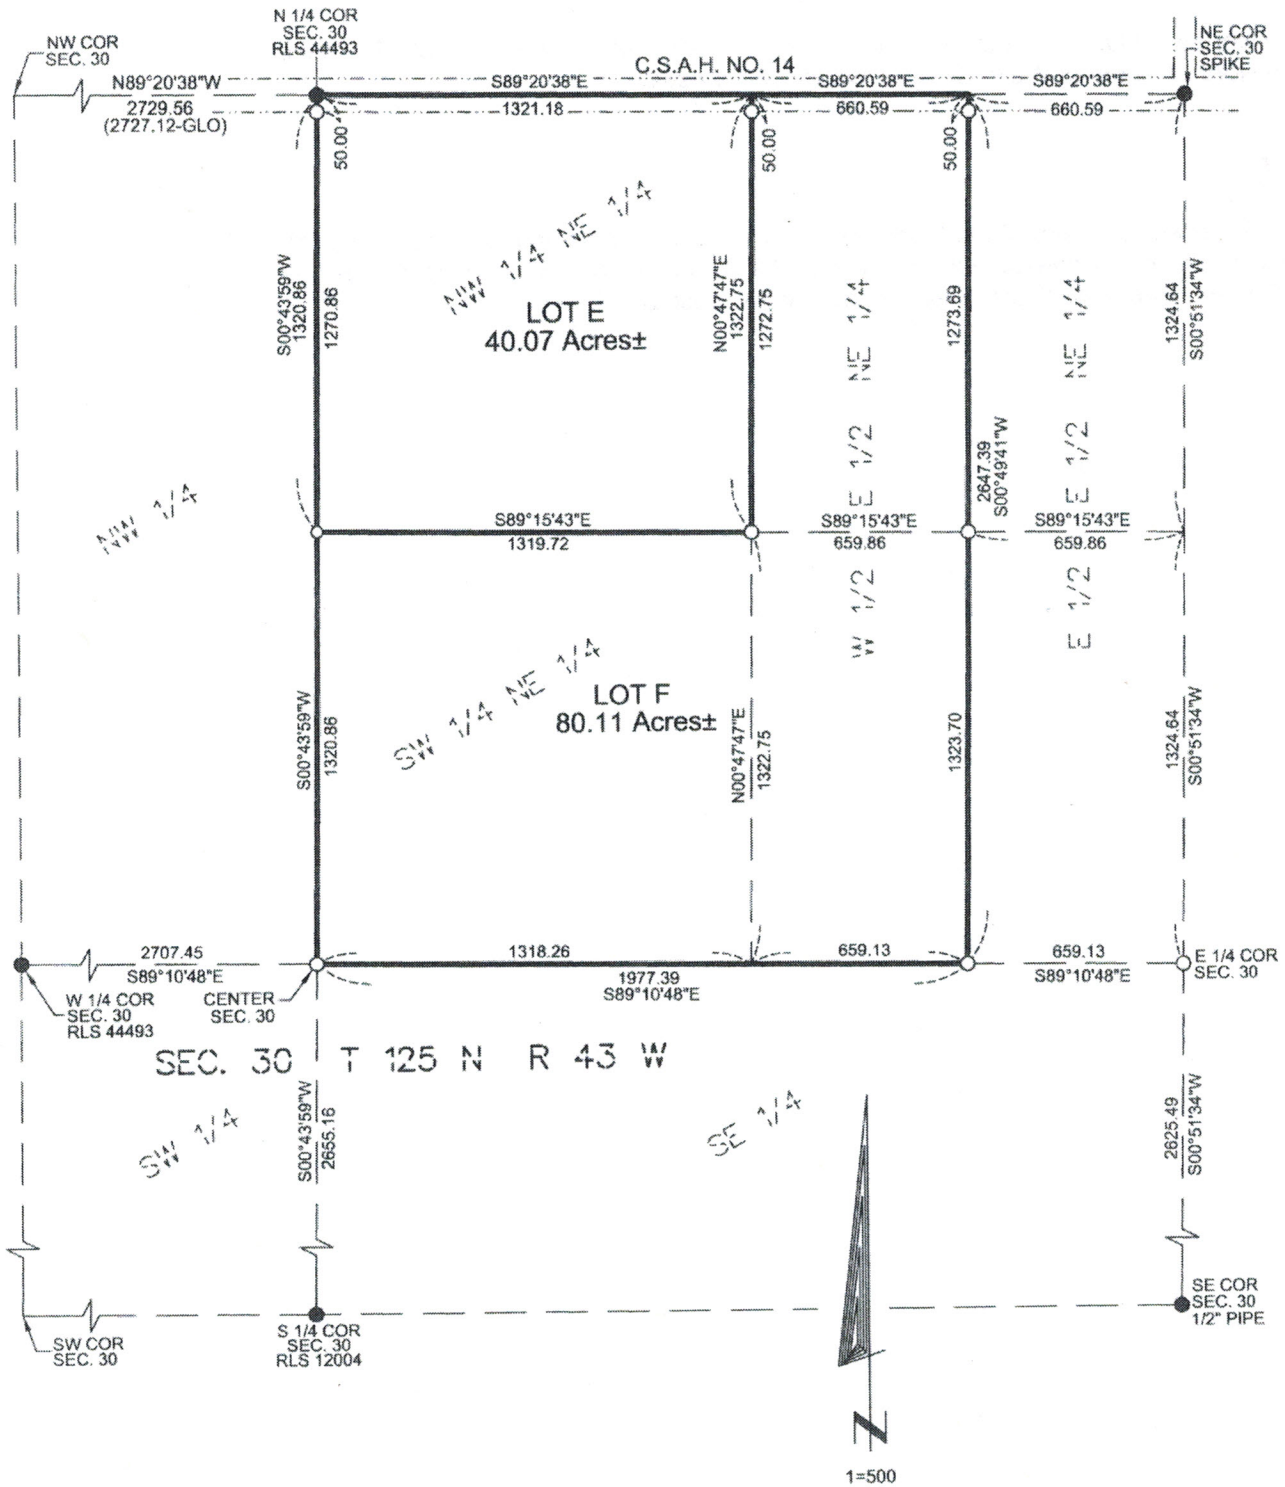 N 1/4 COR
SEC. 30
RLS 44493
NW COR
SEC. 30
NE COR
SEC. 30
SPIKE
C.S.A.H. NO. 14
N89°20'38"W
S89°20'38"E
S89°20'38"E
S89°20'38"E
2729.56
(2727.12-GLO)
1321.18
660.59
660.59
50.00
50.00
50.00
NW 1/4 NE 1/4
LOT E
40.07 Acres±
S00°43'59"W
1320.86
1270.86
N00°47'47"E
1322.75
1272.75
W 1/2 E 1/2 NE 1/4
1273.69
E 1/2 E 1/2 NE 1/4
1324.64
S00°51'34"W
2647.39
S00°49'41"W
NW 1/4
S89°15'43"E
1319.72
S89°15'43"E
659.86
S89°15'43"E
659.86
SW 1/4 NE 1/4
LOT F
80.11 Acres±
S00°43'59"W
1320.86
N00°47'47"E
1322.75
1323.70
1324.64
S00°51'34"W
2707.45
S89°10'48"E
1318.26
659.13
1977.39
S89°10'48"E
659.13
S89°10'48"E
E 1/4 COR
SEC. 30
W 1/4 COR
SEC. 30
RLS 44493
CENTER
SEC. 30
SEC. 30 T 125 N R 43 W
SW 1/4
S00°43'59"W
2655.16
SE 1/4
2625.49
S00°51'34"W
SW COR
SEC. 30
S 1/4 COR
SEC. 30
RLS 12004
SE COR
SEC. 30
1/2" PIPE
N
1=500